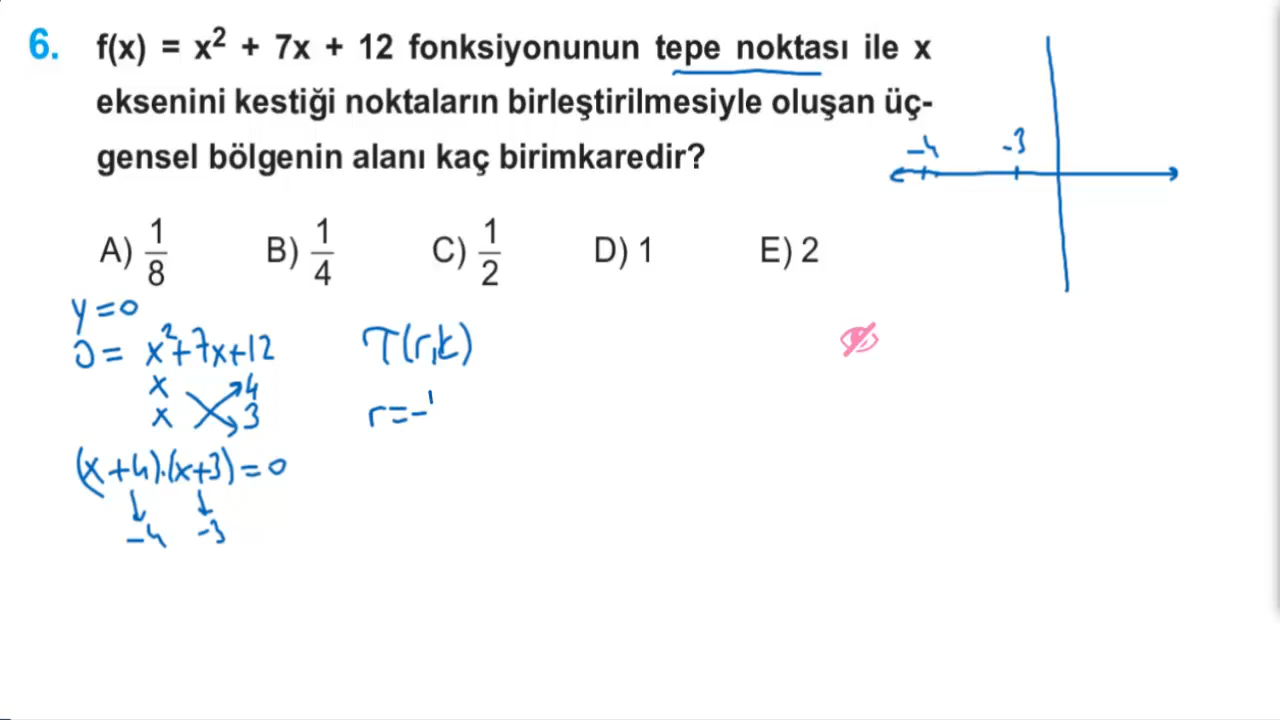 6. f(x) = x² + 7x + 12 fonksiyonunun tepe noktası ile x
eksenini kestiği noktaların birleştirilmesiyle oluşan üç-
gensel bölgenin alanı kaç birimkaredir?
-4 -3
A) 1/8 B) 1/4 C) 1/2 D) 1 E) 2
y=0
0= x²+7x+12
x 4
x 3
(x+4).(x+3)=0
-4 -3
T(r,k)
r=-